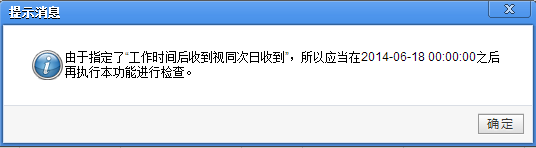 提示消息
由于指定了“工作时间后收到视同次日收到”，所以应当在2014-06-18 00:00:00之后
再执行本功能进行检查。
确定